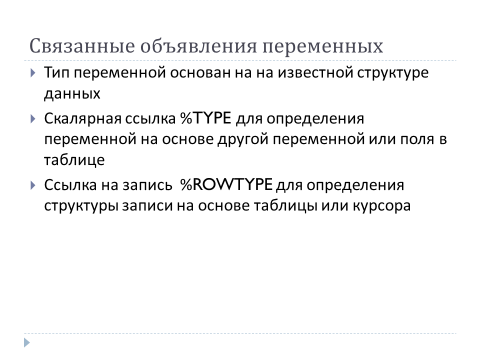 Связанные объявления переменных
Тип переменной основан на на известной структуре
данных
Скалярная ссылка %TYPE для определения
переменной на основе другой переменной или поля в
таблице
Ссылка на запись %ROWTYPE для определения
структуры записи на основе таблицы или курсора